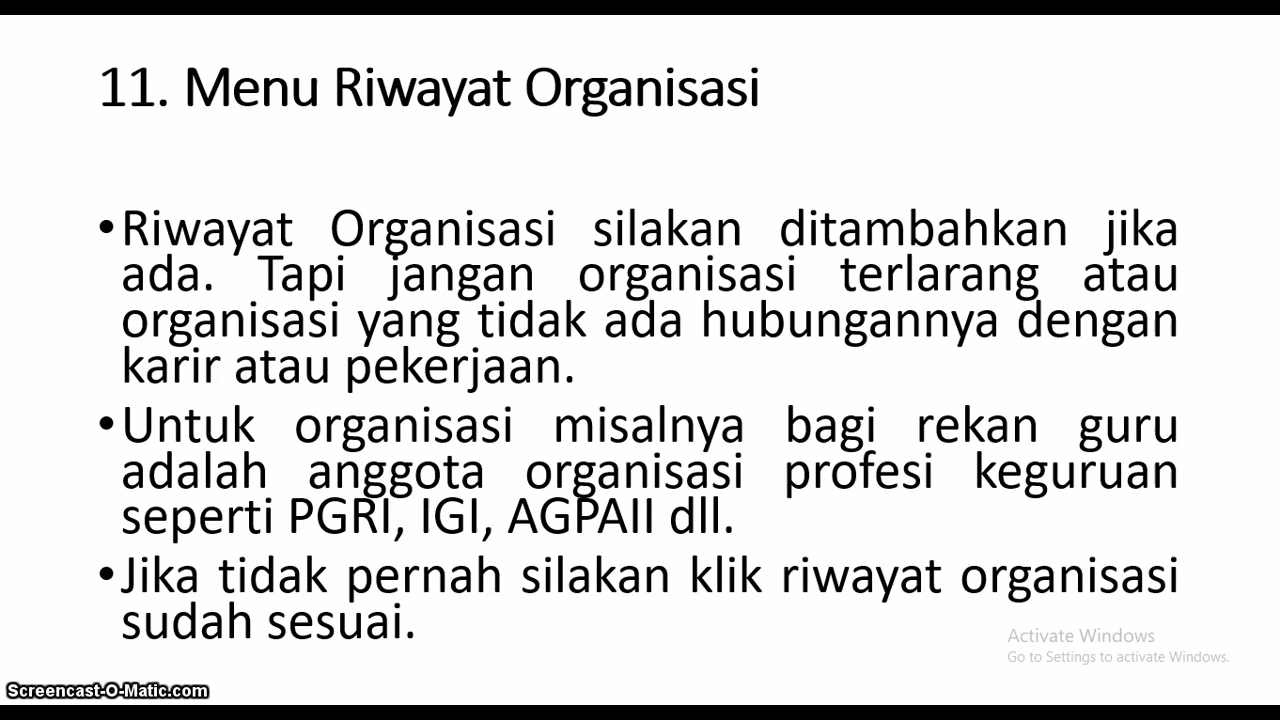 11. Menu Riwayat Organisasi
•Riwayat Organisasi silakan ditambahkan jika
ada. Tapi jangan organisasi terlarang atau
organisasi yang tidak ada hubungannya dengan
karir atau pekerjaan.
•Untuk organisasi misalnya bagi rekan guru
adalah anggota organisasi profesi keguruan
seperti PGRI, IGI, AGPAII dll.
•Jika tidak pernah silakan klik riwayat organisasi
sudah sesuai.
Activate Windows
Go to Settings to activate Windows.
Screencast-O-Matic.com